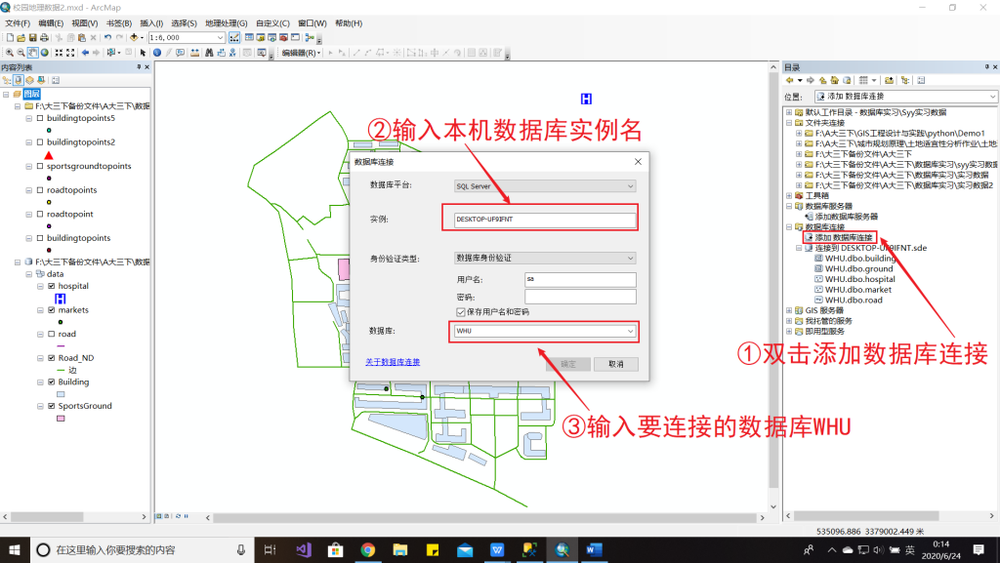 校园地理数据2.mxd - ArcMap
文件(F) 编辑(E) 视图(V) 书签(B) 插入(I) 选择(S) 地理处理(G) 自定义(C) 窗口(W) 帮助(H)
1:6,000
编辑器(R)
内容列表
图层
F:\大三下备份文件\A大三下\数据
buildingtopoints5
buildingtopoints2
sportsgroundtopoints
roadtopoints
roadtopoint
buildingtopoints
F:\大三下备份文件\A大三下\数据
data
hospital
H
markets
road
Road_ND
边
Building
SportsGround
H
②输入本机数据库实例名
数据库连接
数据库平台:
SQL Server
实例:
DESKTOP-UF9IFNT
身份验证类型:
数据库身份验证
用户名:
sa
密码:
保存用户名和密码
数据库:
WHU
关于数据库连接
确定
取消
③输入要连接的数据库WHU
目录
位置:
添加 数据库连接
默认工作目录 - 数据库实习\Syy实习数据
文件夹连接
F:\A大三下\GIS工程设计与实践\python\Demo1
F:\A大三下\城市规划原理\土地适宜性分析作业\土地
F:\大三下备份文件\A大三下
F:\大三下备份文件\A大三下\数据库实习\syy实习数据
F:\大三下备份文件\A大三下\数据库实习\实习数据
F:\大三下备份文件\A大三下\数据库实习\实习数据2
工具箱
数据库服务器
添加数据库服务器
数据库连接
添加 数据库连接
连接到 DESKTOP-UF9IFNT.sde
WHU.dbo.building
WHU.dbo.ground
WHU.dbo.hospital
WHU.dbo.market
WHU.dbo.road
GIS 服务器
我托管的服务
即用型服务
①双击添加数据库连接
535096.886 3379002.449 米
在这里输入你要搜索的内容
英
0:14
2020/6/24